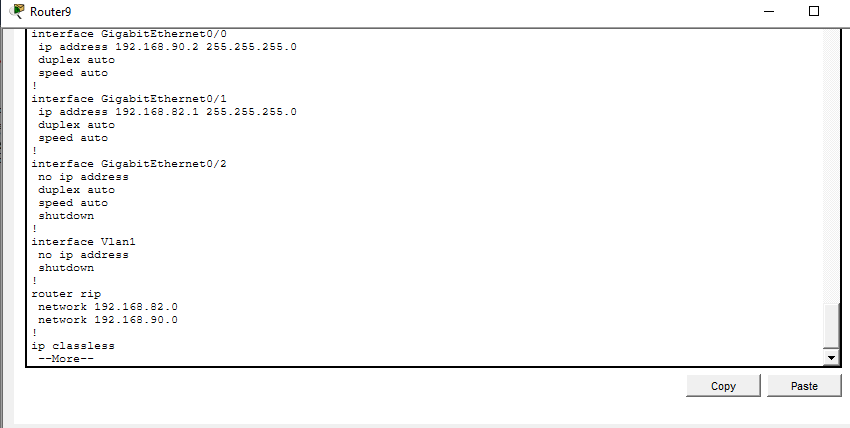 Router9
interface GigabitEthernet0/0
 ip address 192.168.90.2 255.255.255.0
 duplex auto
 speed auto
!
interface GigabitEthernet0/1
 ip address 192.168.82.1 255.255.255.0
 duplex auto
 speed auto
!
interface GigabitEthernet0/2
 no ip address
 duplex auto
 speed auto
 shutdown
!
interface Vlan1
 no ip address
 shutdown
!
router rip
 network 192.168.82.0
 network 192.168.90.0
!
ip classless
 --More--
Copy Paste